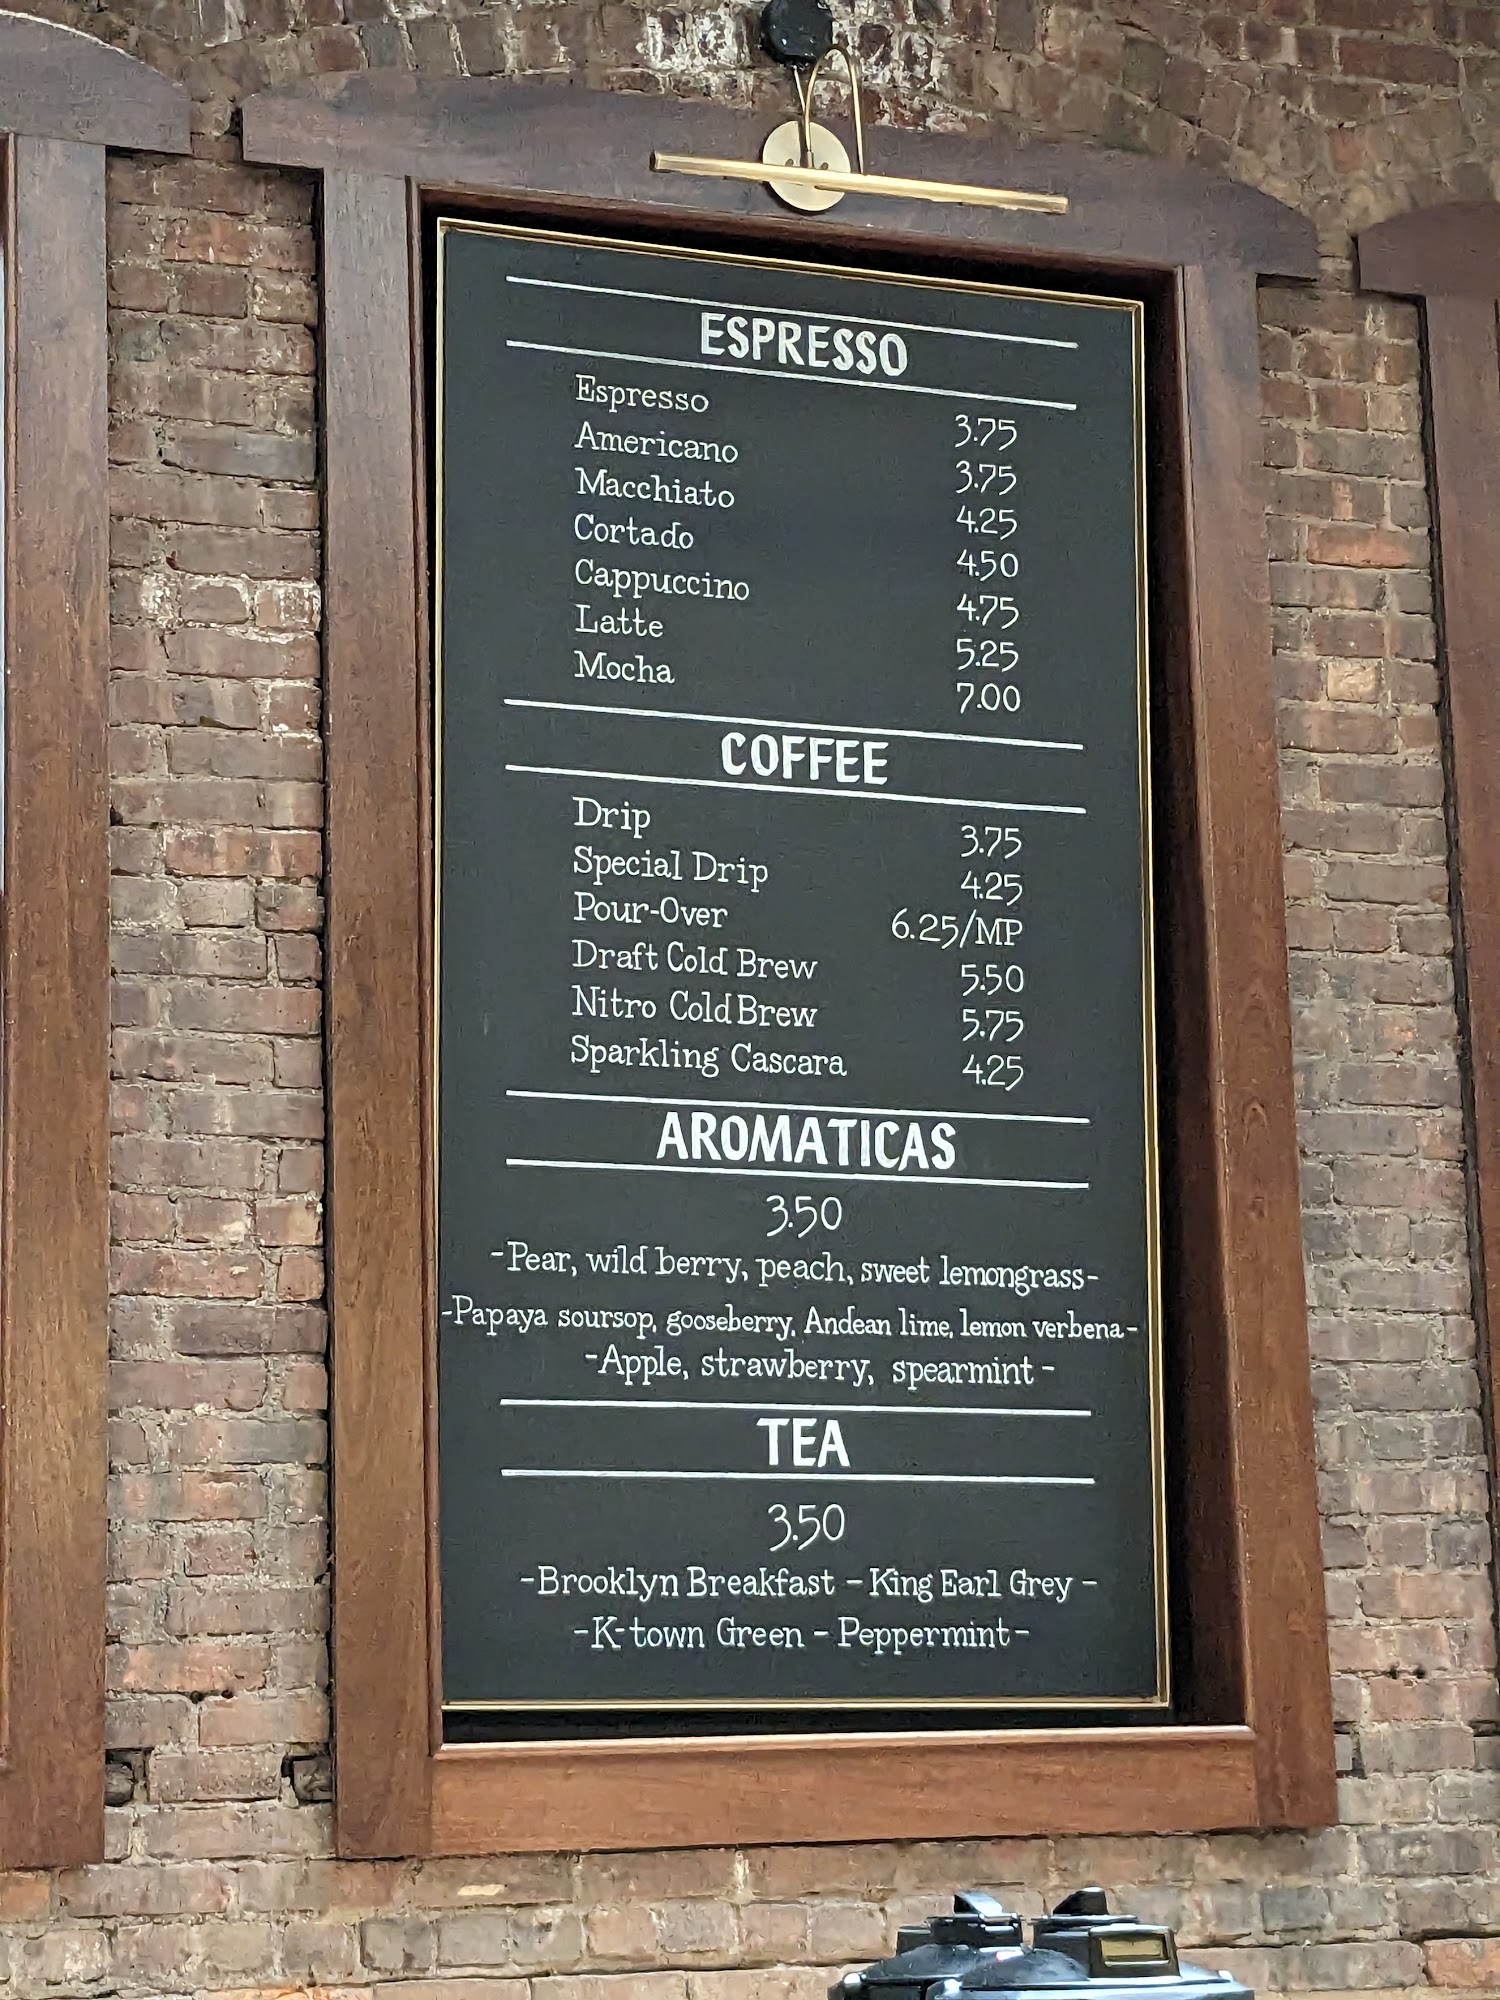 ESPRESSO
Espresso 3.75
Americano 3.75
Macchiato 4.25
Cortado 4.50
Cappuccino 4.75
Latte 5.25
Mocha 7.00
COFFEE
Drip 3.75
Special Drip 4.25
Pour-Over 6.25/MP
Draft Cold Brew 5.50
Nitro Cold Brew 5.75
Sparkling Cascara 4.25
AROMATICAS
3.50
-Pear, wild berry, peach, sweet lemongrass-
-Papaya soursop, gooseberry, Andean lime, lemon verbena-
-Apple, strawberry, spearmint -
TEA
3.50
-Brooklyn Breakfast - King Earl Grey -
-K-town Green - Peppermint-